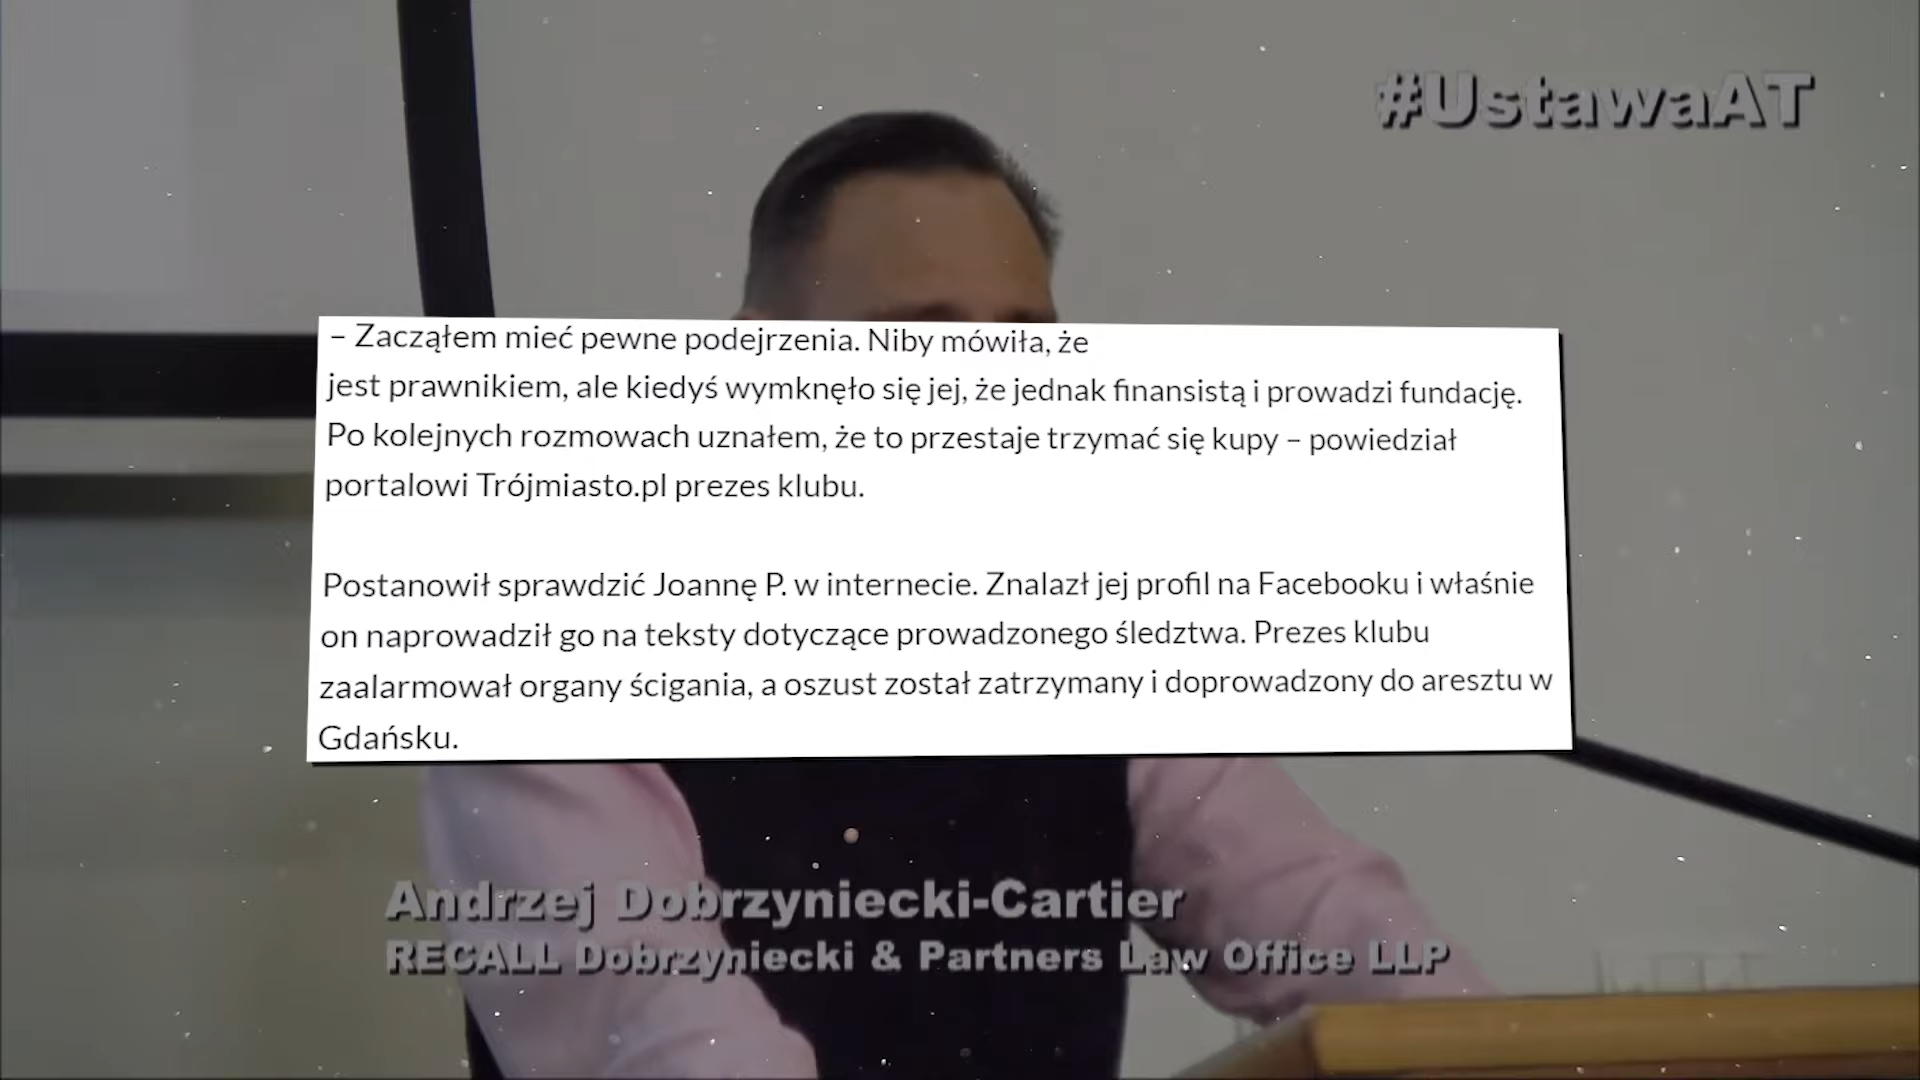 #UstawaAT
– Zacząłem mieć pewne podejrzenia. Niby mówiła, że
jest prawnikiem, ale kiedyś wymknęło się jej, że jednak finansistą i prowadzi fundację.
Po kolejnych rozmowach uznałem, że to przestaje trzymać się kupy – powiedział
portalowi Trójmiasto.pl prezes klubu.
Postanowił sprawdzić Joannę P. w internecie. Znalazł jej profil na Facebooku i właśnie
on naprowadził go na teksty dotyczące prowadzonego śledztwa. Prezes klubu
zaalarmował organy ścigania, a oszust został zatrzymany i doprowadzony do aresztu w
Gdańsku.
Andrzej Dobrzyniecki-Cartier
RECALL Dobrzyniecki & Partners Law Office LLP